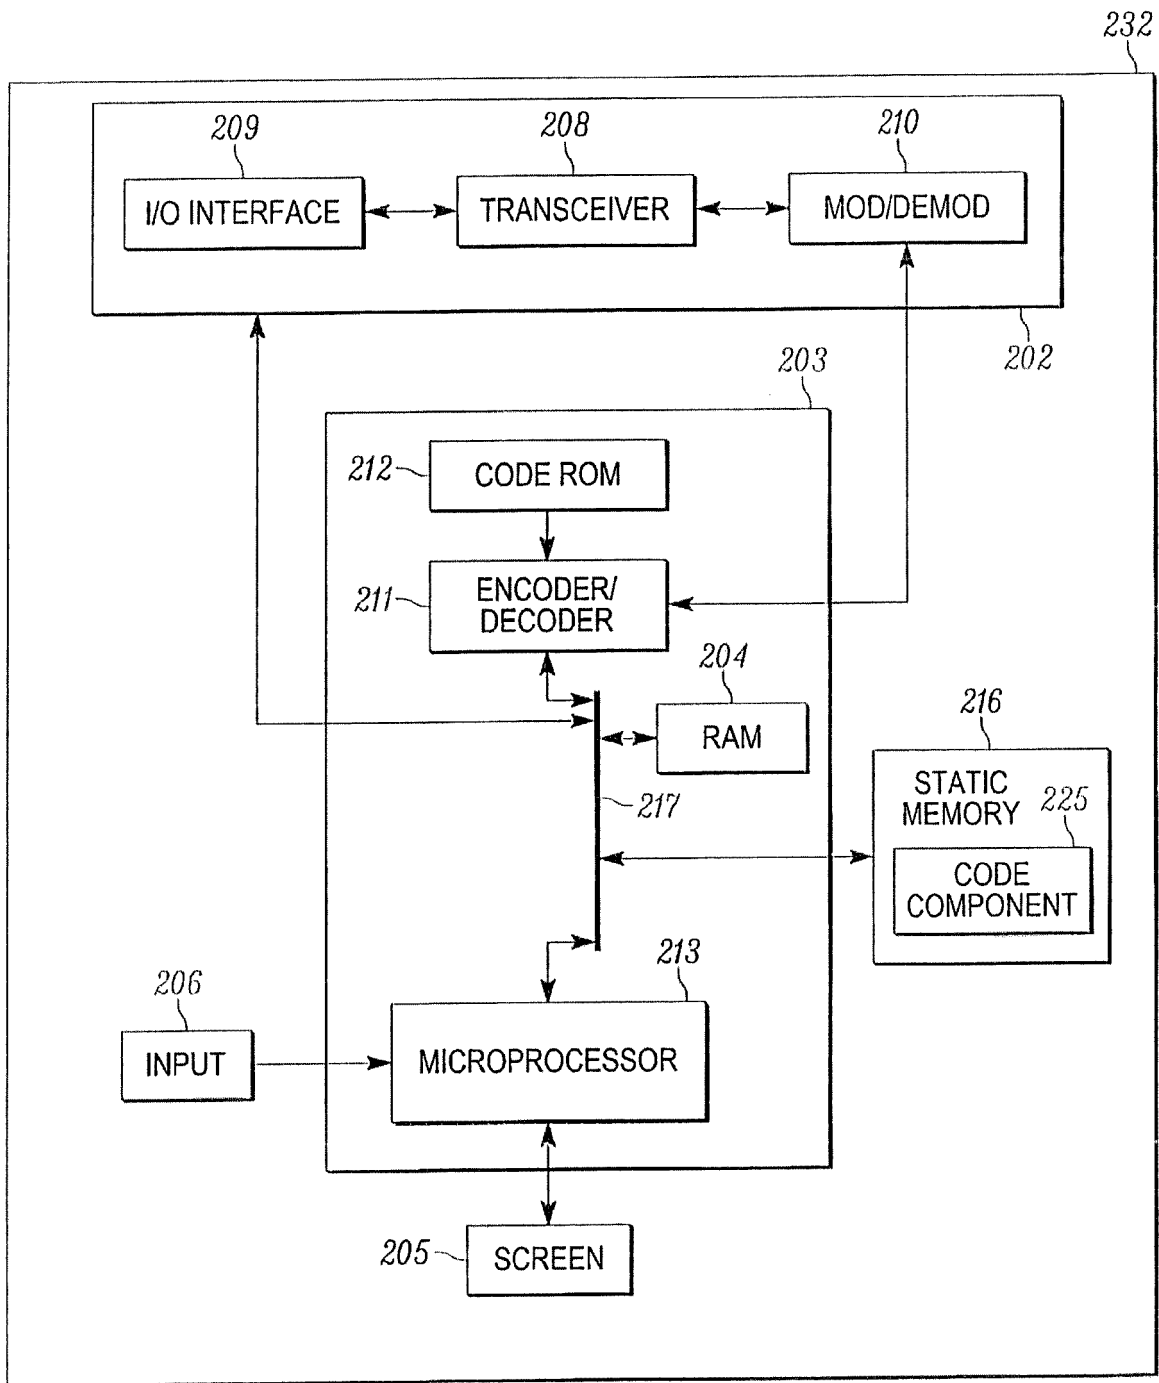 232
209
208
210
I/O INTERFACE
TRANSCEIVER
MOD/DEMOD
202
203
212
CODE ROM
211
ENCODER/
DECODER
204
RAM
217
216
STATIC
MEMORY
225
CODE
COMPONENT
206
INPUT
213
MICROPROCESSOR
205
SCREEN